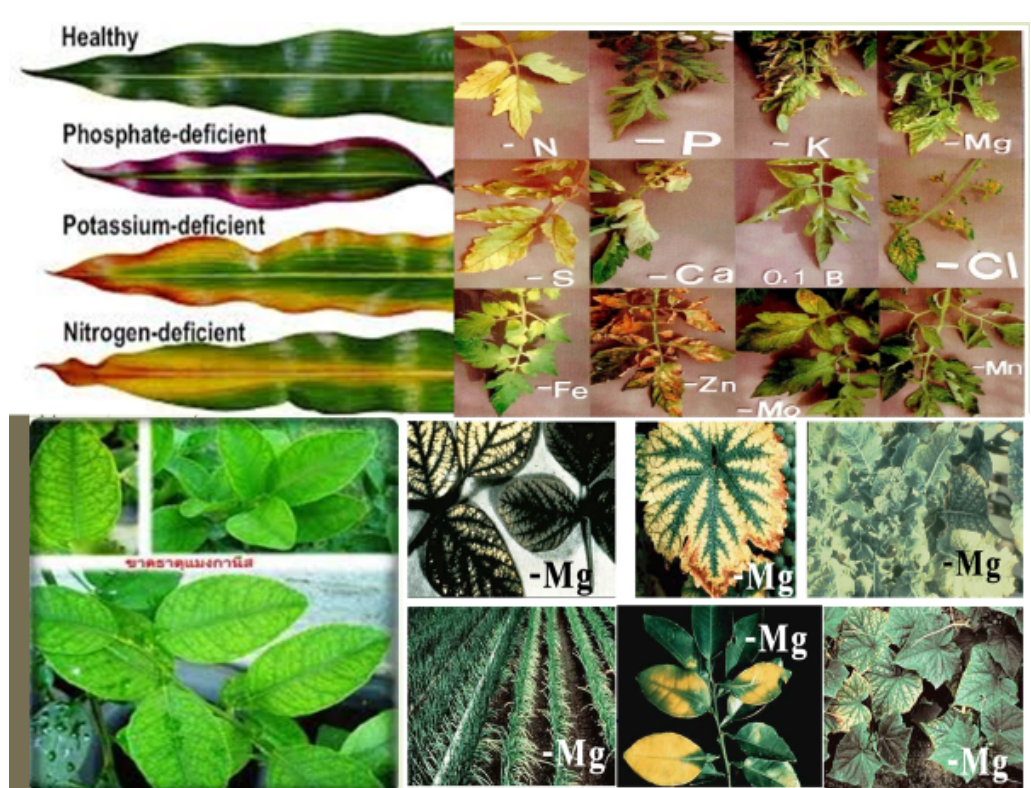 Healthy
Phosphate-deficient
Potassium-deficient
Nitrogen-deficient
- N
- P
- K
-Mg
-S
-Ca
0.1 B
-Cl
-Fe
-Zn
-Mo
-Mn
ขาดธาตุแมงกานีส
-Mg
-Mg
-Mg
-Mg
-Mg
-Mg